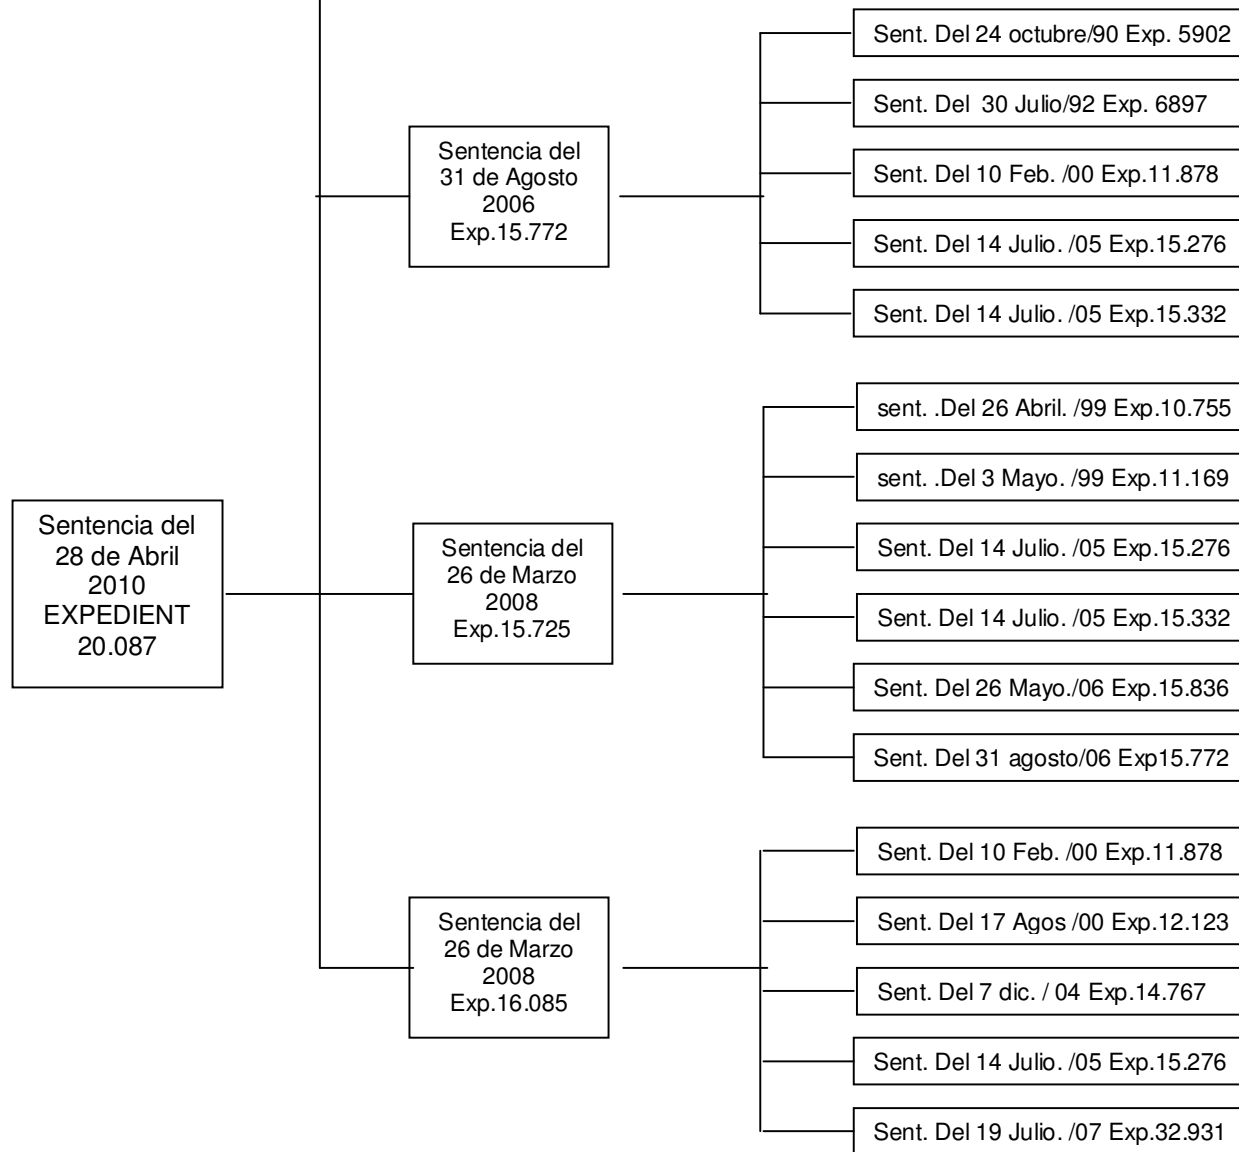 Sentencia del
28 de Abril
2010
EXPEDIENT
20.087
Sentencia del
31 de Agosto
2006
Exp.15.772
Sent. Del 24 octubre/90 Exp. 5902
Sent. Del  30 Julio/92 Exp. 6897
Sent. Del 10 Feb. /00 Exp.11.878
Sent. Del 14 Julio. /05 Exp.15.276
Sent. Del 14 Julio. /05 Exp.15.332
Sentencia del
26 de Marzo
2008
Exp.15.725
sent. .Del 26 Abril. /99 Exp.10.755
sent. .Del 3 Mayo. /99 Exp.11.169
Sent. Del 14 Julio. /05 Exp.15.276
Sent. Del 14 Julio. /05 Exp.15.332
Sent. Del 26 Mayo./06 Exp.15.836
Sent. Del 31 agosto/06 Exp15.772
Sentencia del
26 de Marzo
2008
Exp.16.085
Sent. Del 10 Feb. /00 Exp.11.878
Sent. Del 17 Agos /00 Exp.12.123
Sent. Del 7 dic. / 04 Exp.14.767
Sent. Del 14 Julio. /05 Exp.15.276
Sent. Del 19 Julio. /07 Exp.32.931